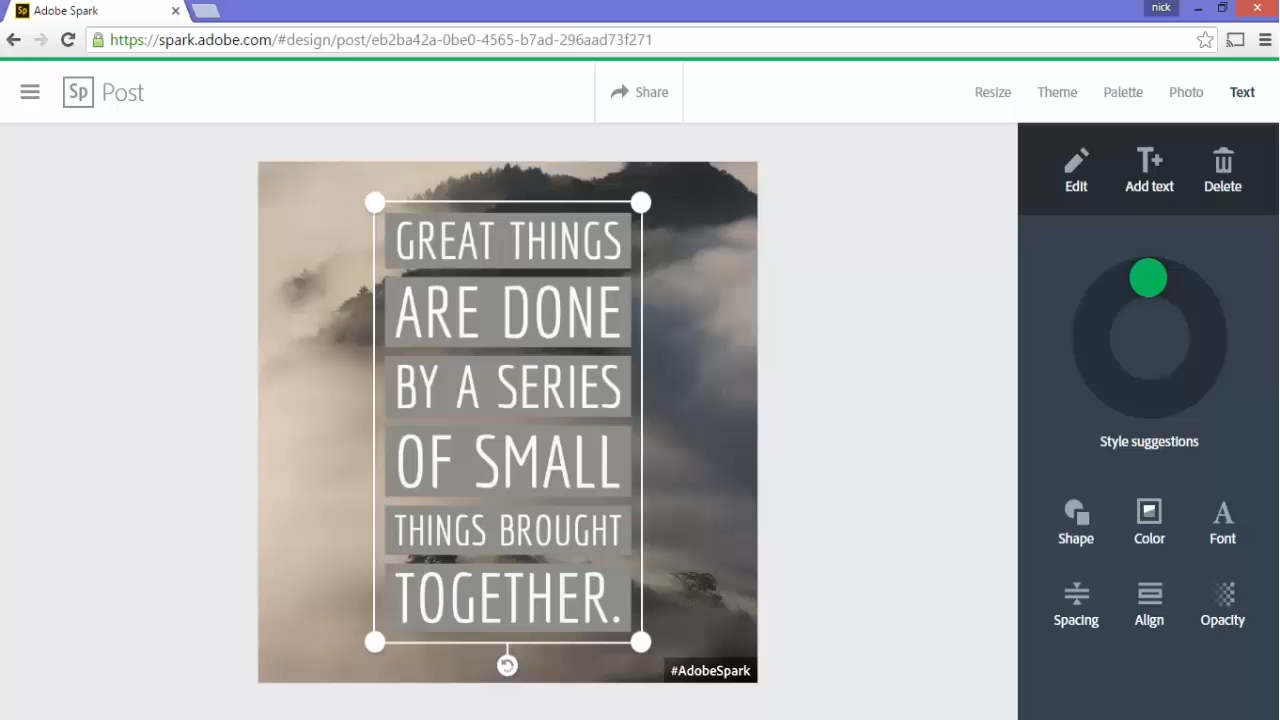 Adobe Spark
nick
https://spark.adobe.com/#design/post/eb2ba42a-0be0-4565-b7ad-296aad73f271
Sp Post
Share
Resize Theme Palette Photo Text
Edit Add text Delete
GREAT THINGS
ARE DONE
BY A SERIES
OF SMALL
THINGS BROUGHT
TOGETHER.
#AdobeSpark
Style suggestions
Shape Color Font
Spacing Align Opacity